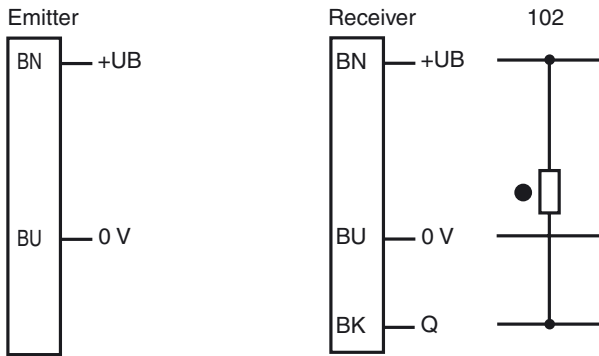 Emitter
BN +UB
BU 0 V
Receiver
BN +UB
BU 0 V
BK Q
102